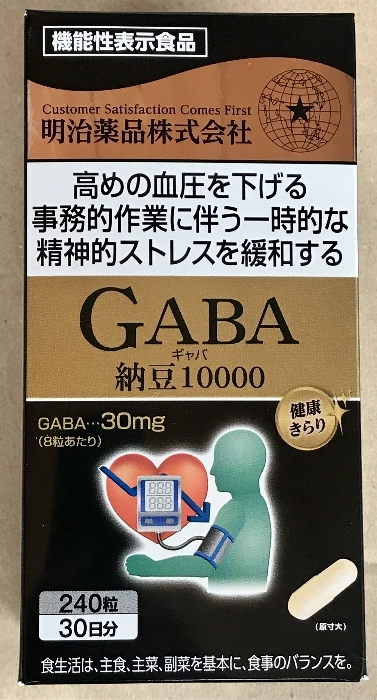 機能性表示食品
Customer Satisfaction Comes First
明治薬品株式会社
高めの血圧を下げる
事務的作業に伴う一時的な
精神的ストレスを緩和する
GABA
ギャバ
納豆10000
健康
きらり
GABA…30mg
(8粒あたり)
240粒
30日分
(原寸大)
食生活は、主食、主菜、副菜を基本に、食事のバランスを。